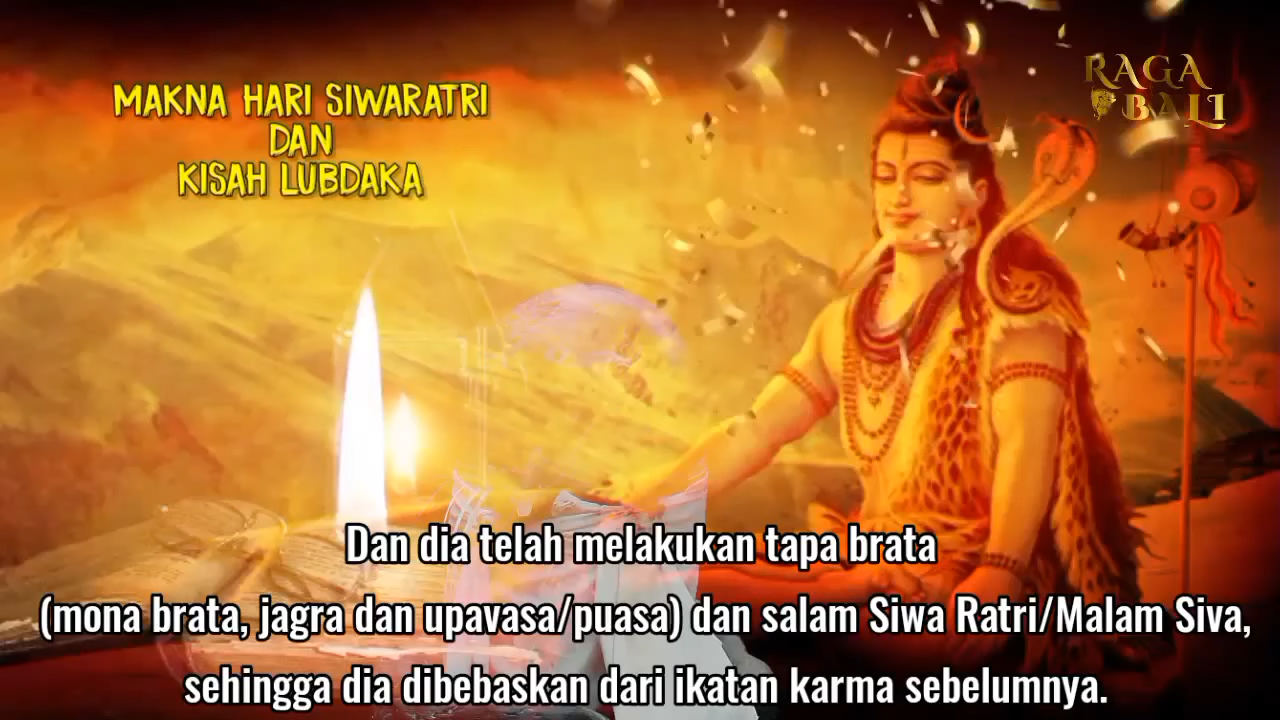 MAKNA HARI SIWARATRI
DAN
KISAH LUBDAKA
RAGA
BALI
Dan dia telah melakukan tapa brata
(mona brata, jagra dan upavasa/puasa) dan salam Siwa Ratri/Malam Siva,
sehingga dia dibebaskan dari ikatan karma sebelumnya.